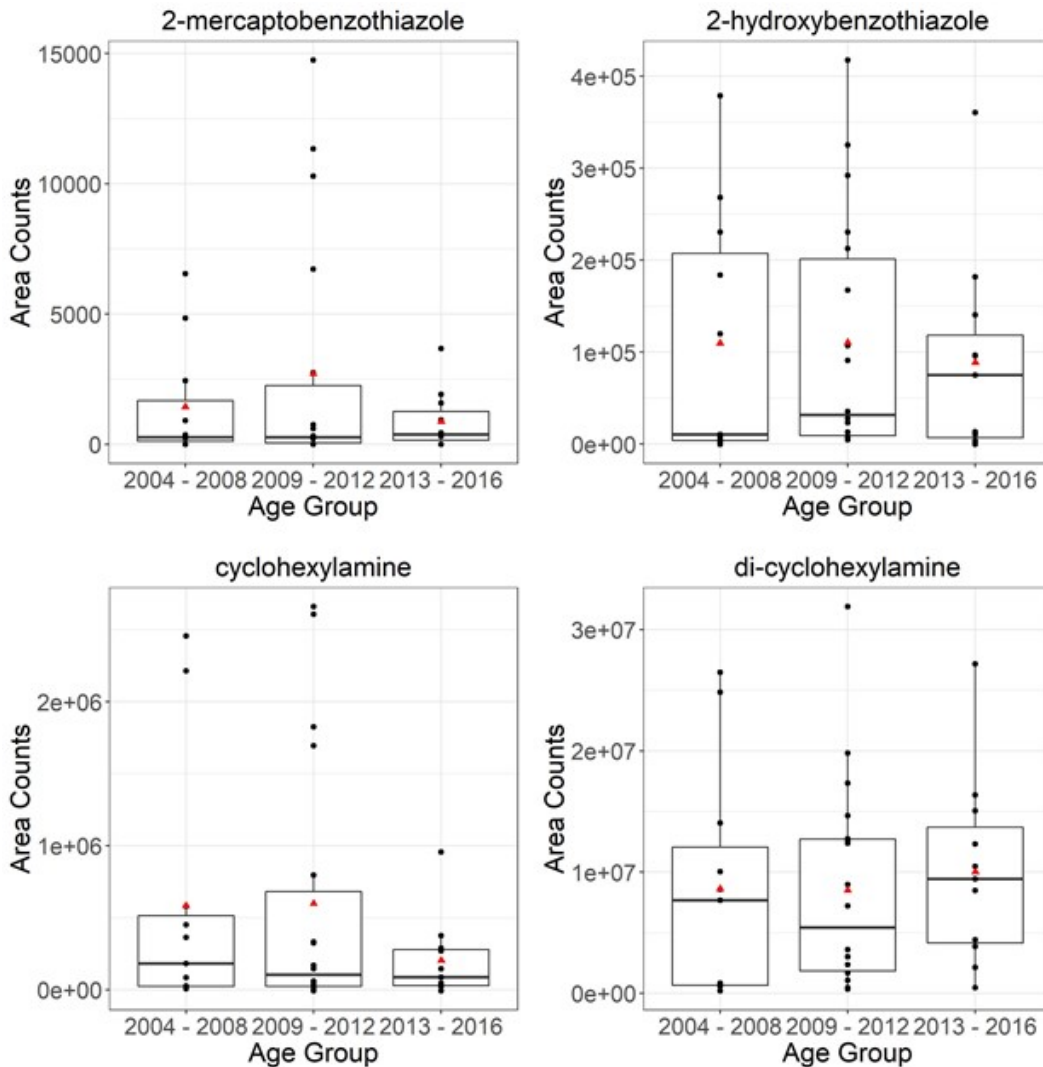 2-mercaptobenzothiazole
15000
10000
5000
0
Area Counts
2004 - 2008 2009 - 2012 2013 - 2016
Age Group
2-hydroxybenzothiazole
4e+05
3e+05
2e+05
1e+05
0e+00
Area Counts
2004 - 2008 2009 - 2012 2013 - 2016
Age Group
cyclohexylamine
2e+06
1e+06
0e+00
Area Counts
2004 - 2008 2009 - 2012 2013 - 2016
Age Group
di-cyclohexylamine
3e+07
2e+07
1e+07
0e+00
Area Counts
2004 - 2008 2009 - 2012 2013 - 2016
Age Group